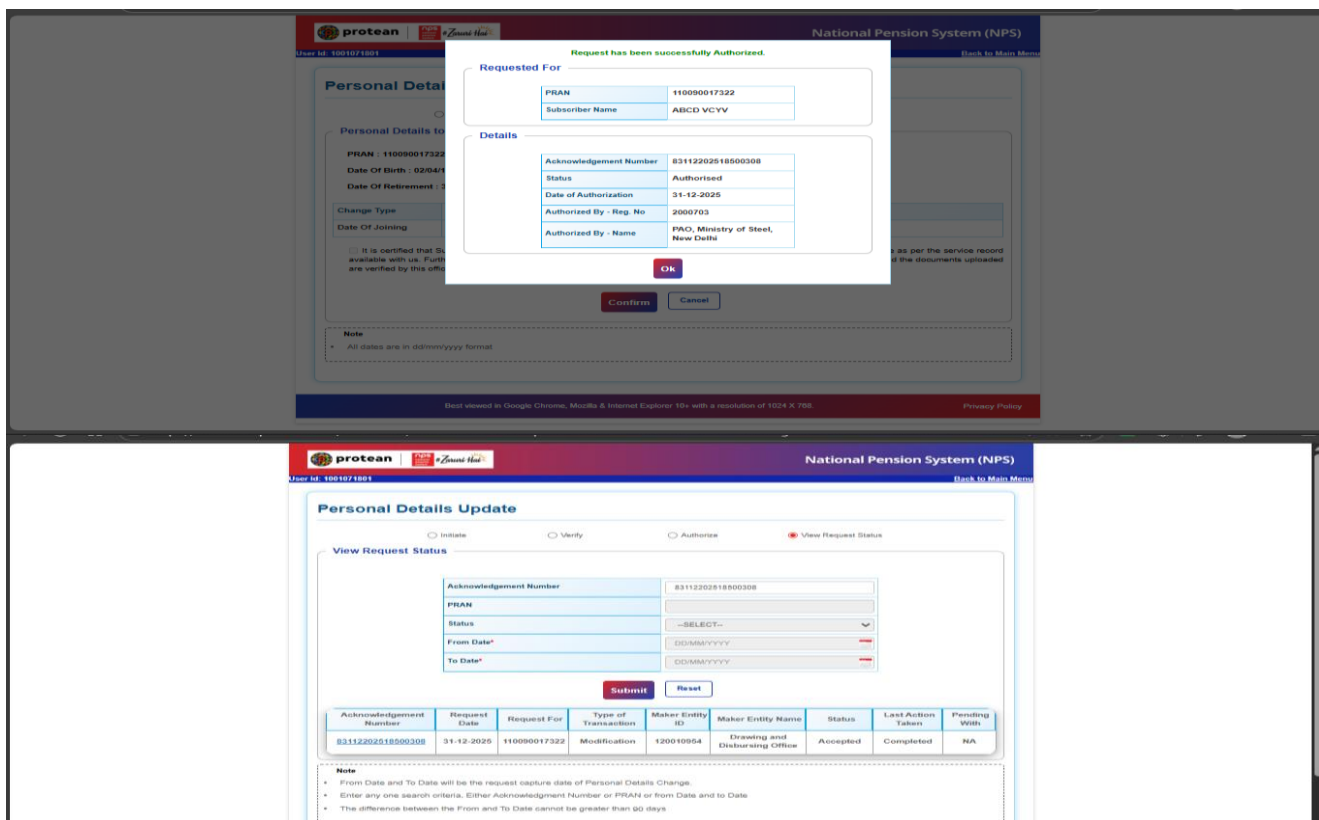 protean
nps
Zaruri Hai
National Pension System (NPS)
User Id: 1001071801
Back to Main Menu
Request has been successfully Authorized.
Requested For
PRAN 110090017322
Subscriber Name ABCD VCYV
Details
Acknowledgement Number 83112202518500308
Status Authorised
Date of Authorization 31-12-2025
Authorized By - Reg. No 2000703
Authorized By - Name PAO, Ministry of Steel,
New Delhi
Ok
Personal Detai
Personal Details to
PRAN : 110090017322
Date Of Birth : 02/04/1
Date Of Retirement :
Change Type
Date Of Joining
It is certified that Su
as per the service record
available with us. Furth
d the documents uploaded
are verified by this offic
Confirm Cancel
Note
• All dates are in dd/mm/yyyy format
Best viewed in Google Chrome, Mozilla & Internet Explorer 10+ with a resolution of 1024 X 768.
Privacy Policy
protean
nps
Zaruri Hai
National Pension System (NPS)
User Id: 1001071801
Back to Main Menu
Personal Details Update
Initiate Verify Authorize View Request Status
View Request Status
Acknowledgement Number 83112202518500308
PRAN
Status --SELECT--
From Date* DD/MM/YYYY
To Date* DD/MM/YYYY
Submit Reset
Acknowledgement Number Request Date Request For Type of Transaction Maker Entity ID Maker Entity Name Status Last Action Taken Pending With
83112202518500308 31-12-2025 110090017322 Modification 120010954 Drawing and Disbursing Office Accepted Completed NA
Note
• From Date and To Date will be the request capture date of Personal Details Change.
• Enter any one search criteria, Either Acknowledgment Number or PRAN or from Date and to Date
• The difference between the From and To Date cannot be greater than 90 days